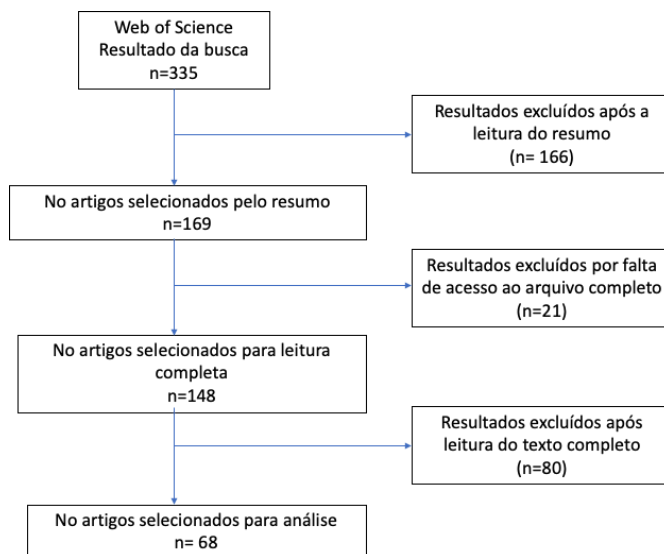 Web of Science
Resultado da busca
n=335
Resultados excluídos após a
leitura do resumo
(n= 166)
No artigos selecionados pelo resumo
n=169
Resultados excluídos por falta
de acesso ao arquivo completo
(n=21)
No artigos selecionados para leitura
completa
n=148
Resultados excluídos após
leitura do texto completo
(n=80)
No artigos selecionados para análise
n= 68